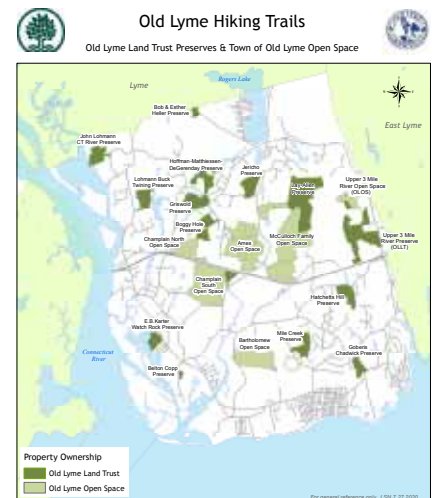 Old Lyme Hiking Trails
Old Lyme Land Trust Preserves & Town of Old Lyme Open Space
Lyme
Rogers Lake
East Lyme
Bob & Esther
Heller Preserve
John Lohmann
CT River Preserve
Hoffman-Matthiessen-
DeGerenday Preserve
Lohmann Buck
Twining Preserve
Jericho
Preserve
Lay Allen
Preserve
Upper 3 Mile
River Open Space
(OLOS)
Griswold
Preserve
Boggy Hole
Preserve
Champlain North
Open Space
Ames
Open Space
McCulloch Family
Open Space
Upper 3 Mile
River Preserve
(OLLT)
Champlain
South
Open Space
Hatchetts Hill
Preserve
E.B.Karter
Watch Rock Preserve
Connecticut
River
Mile Creek
Preserve
Bartholomew
Open Space
Goberis
Chadwick Preserve
Belton Copp
Preserve
Property Ownership
Old Lyme Land Trust
Old Lyme Open Space